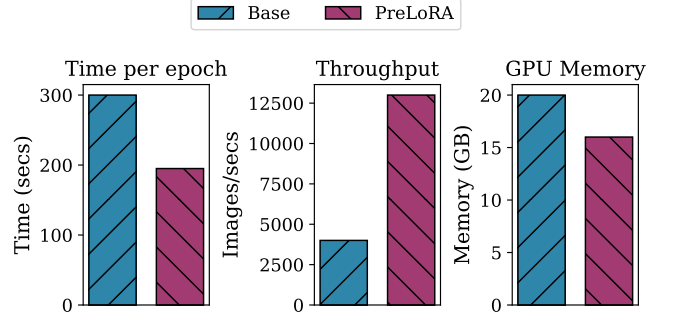 Base PreLoRA
Time per epoch
Time (secs)
300
200
100
0
Throughput
Images/secs
12500
10000
7500
5000
2500
0
GPU Memory
Memory (GB)
20
15
10
5
0